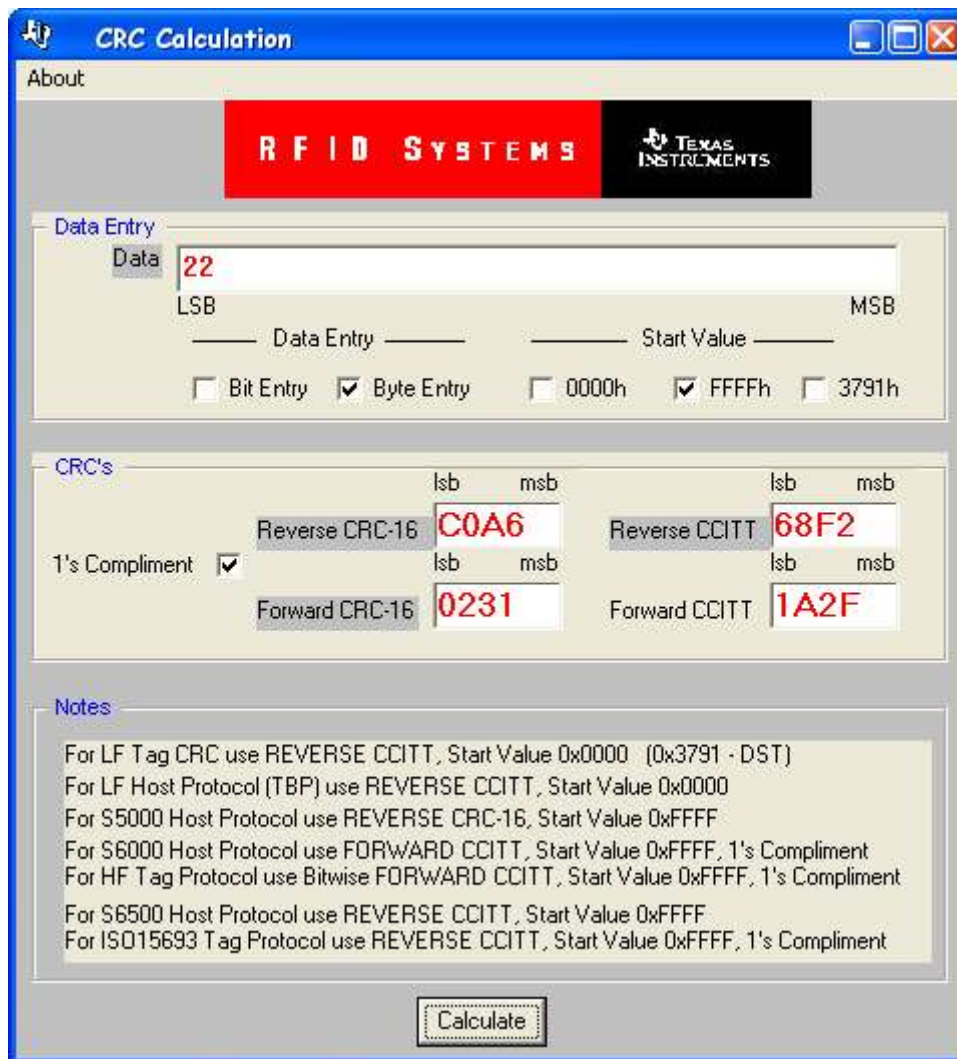 CRC Calculation
About
RFID SYSTEMS
TEXAS
INSTRUMENTS
Data Entry
Data 22
LSB MSB
Data Entry Start Value
Bit Entry Byte Entry 0000h FFFFh 3791h
CRC's
lsb msb lsb msb
Reverse CRC-16 C0A6 Reverse CCITT 68F2
1's Compliment
lsb msb lsb msb
Forward CRC-16 0231 Forward CCITT 1A2F
Notes
For LF Tag CRC use REVERSE CCITT, Start Value 0x0000 (0x3791 - DST)
For LF Host Protocol (TBP) use REVERSE CCITT, Start Value 0x0000
For S5000 Host Protocol use REVERSE CRC-16, Start Value 0xFFFF
For S6000 Host Protocol use FORWARD CCITT, Start Value 0xFFFF, 1's Compliment
For HF Tag Protocol use Bitwise FORWARD CCITT, Start Value 0xFFFF, 1's Compliment
For S6500 Host Protocol use REVERSE CCITT, Start Value 0xFFFF
For ISO15693 Tag Protocol use REVERSE CCITT, Start Value 0xFFFF, 1's Compliment
Calculate